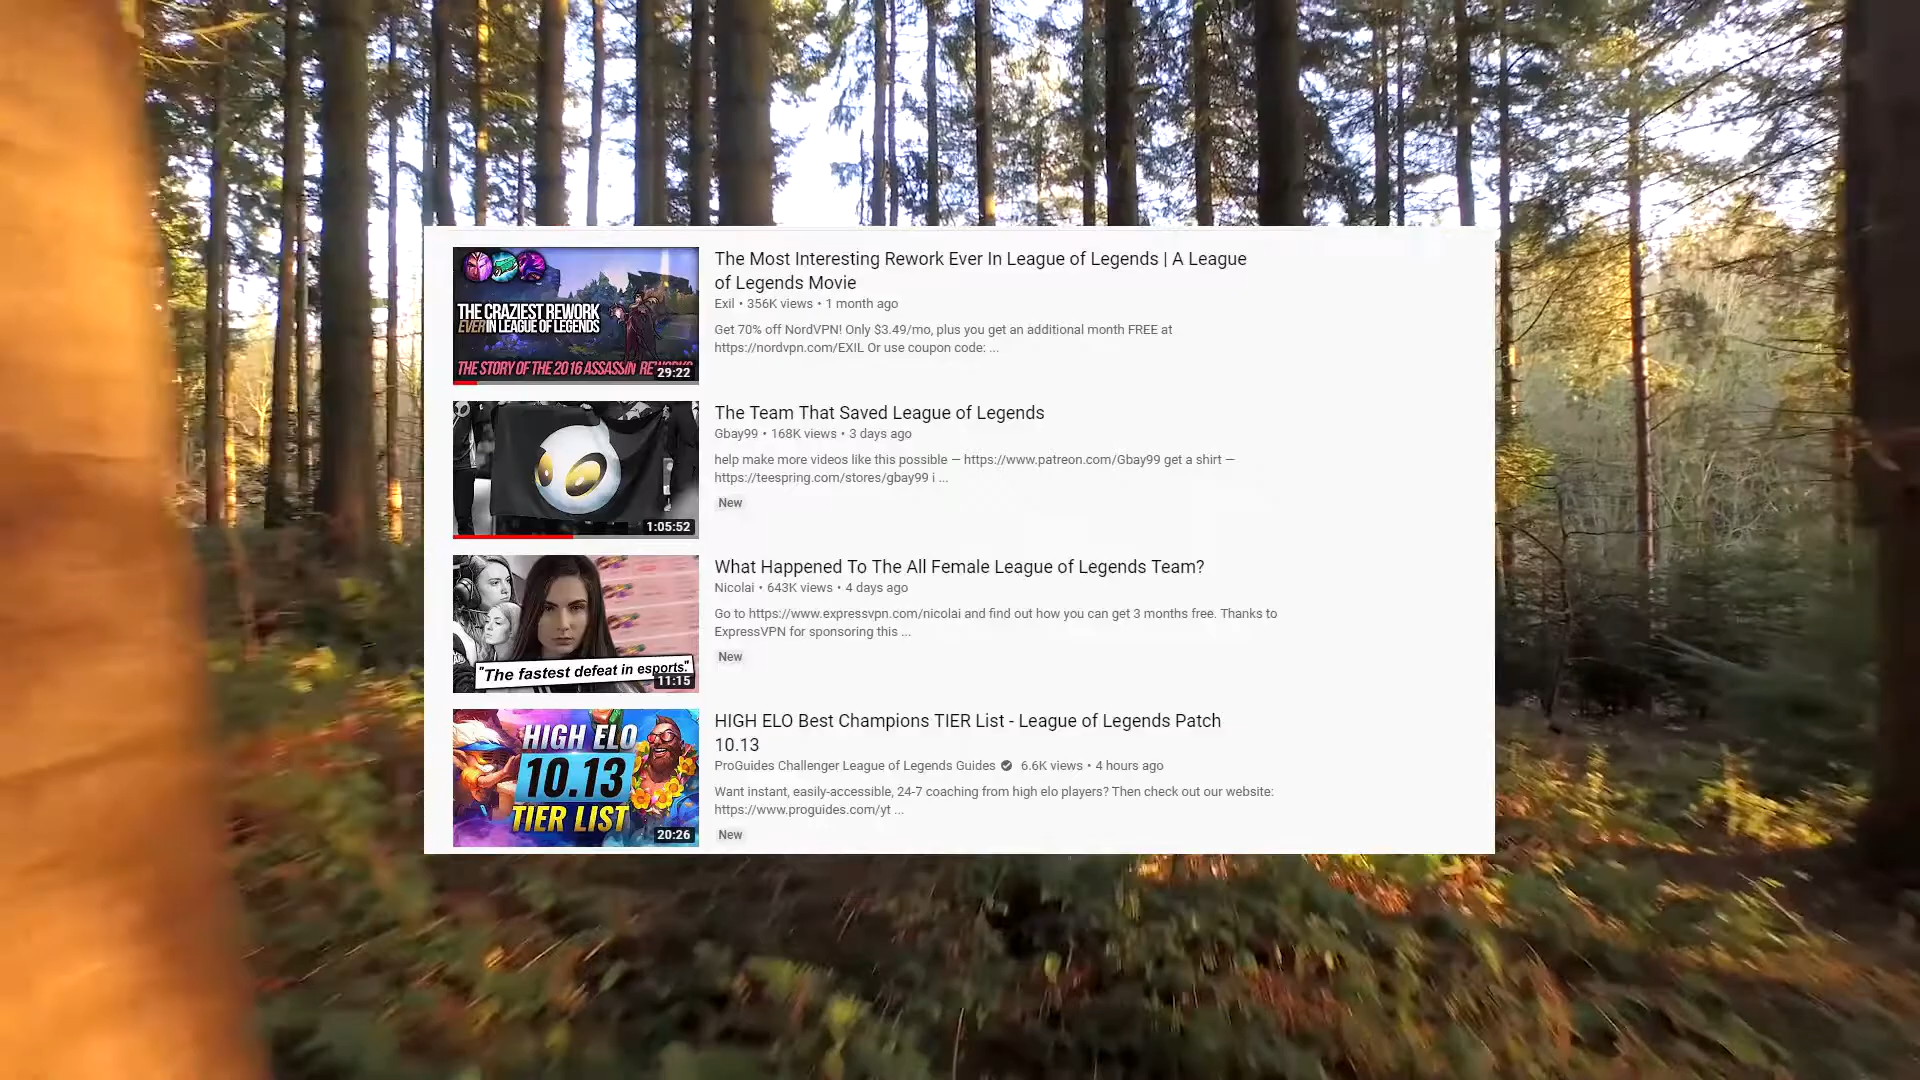 THE CRAZIEST REWORK
EVER IN LEAGUE OF LEGENDS
THE STORY OF THE 2016 ASSASSIN
29:22
The Most Interesting Rework Ever In League of Legends | A League
of Legends Movie
Exil • 356K views • 1 month ago
Get 70% off NordVPN! Only $3.49/mo, plus you get an additional month FREE at
https://nordvpn.com/EXIL Or use coupon code: ...
1:05:52
The Team That Saved League of Legends
Gbay99 • 168K views • 3 days ago
help make more videos like this possible — https://www.patreon.com/Gbay99 get a shirt —
https://teespring.com/stores/gbay99 i ...
New
"The fastest defeat in esports."
11:15
What Happened To The All Female League of Legends Team?
Nicolai • 643K views • 4 days ago
Go to https://www.expressvpn.com/nicolai and find out how you can get 3 months free. Thanks to
ExpressVPN for sponsoring this ...
New
HIGH ELO
10.13
TIER LIST
20:26
HIGH ELO Best Champions TIER List - League of Legends Patch
10.13
ProGuides Challenger League of Legends Guides 6.6K views • 4 hours ago
Want instant, easily-accessible, 24-7 coaching from high elo players? Then check out our website:
https://www.proguides.com/yt ...
New